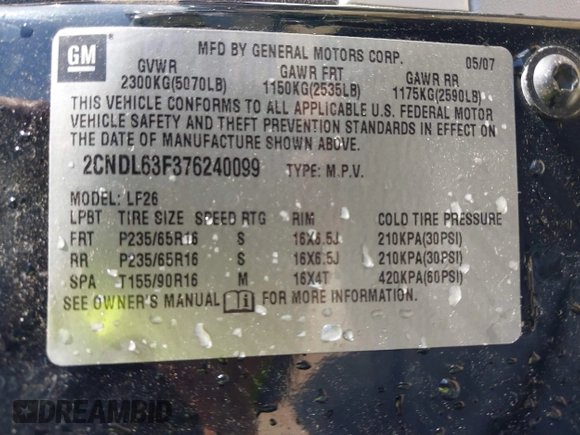 GM
MFD BY GENERAL MOTORS CORP. 05/07
GVWR GAWR FRT GAWR RR
2300KG(5070LB) 1150KG(2535LB) 1175KG(2590LB)
THIS VEHICLE CONFORMS TO ALL APPLICABLE U.S. FEDERAL MOTOR
VEHICLE SAFETY AND THEFT PREVENTION STANDARDS IN EFFECT ON
THE DATE OF MANUFACTURE SHOWN ABOVE.
2CNDL63F376240099 TYPE: M.P.V.
MODEL: LF26
LPBT TIRE SIZE SPEED RTG RIM COLD TIRE PRESSURE
FRT P235/65R16 S 16X6.5J 210KPA(30PSI)
RR P235/65R16 S 16X6.5J 210KPA(30PSI)
SPA T155/90R16 M 16X4T 420KPA(60PSI)
SEE OWNER'S MANUAL i FOR MORE INFORMATION.
DREAMBID